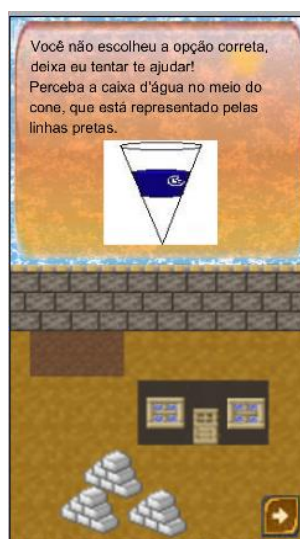 Você não escolheu a opção correta,
deixa eu tentar te ajudar!
Perceba a caixa d'água no meio do
cone, que está representado pelas
linhas pretas.